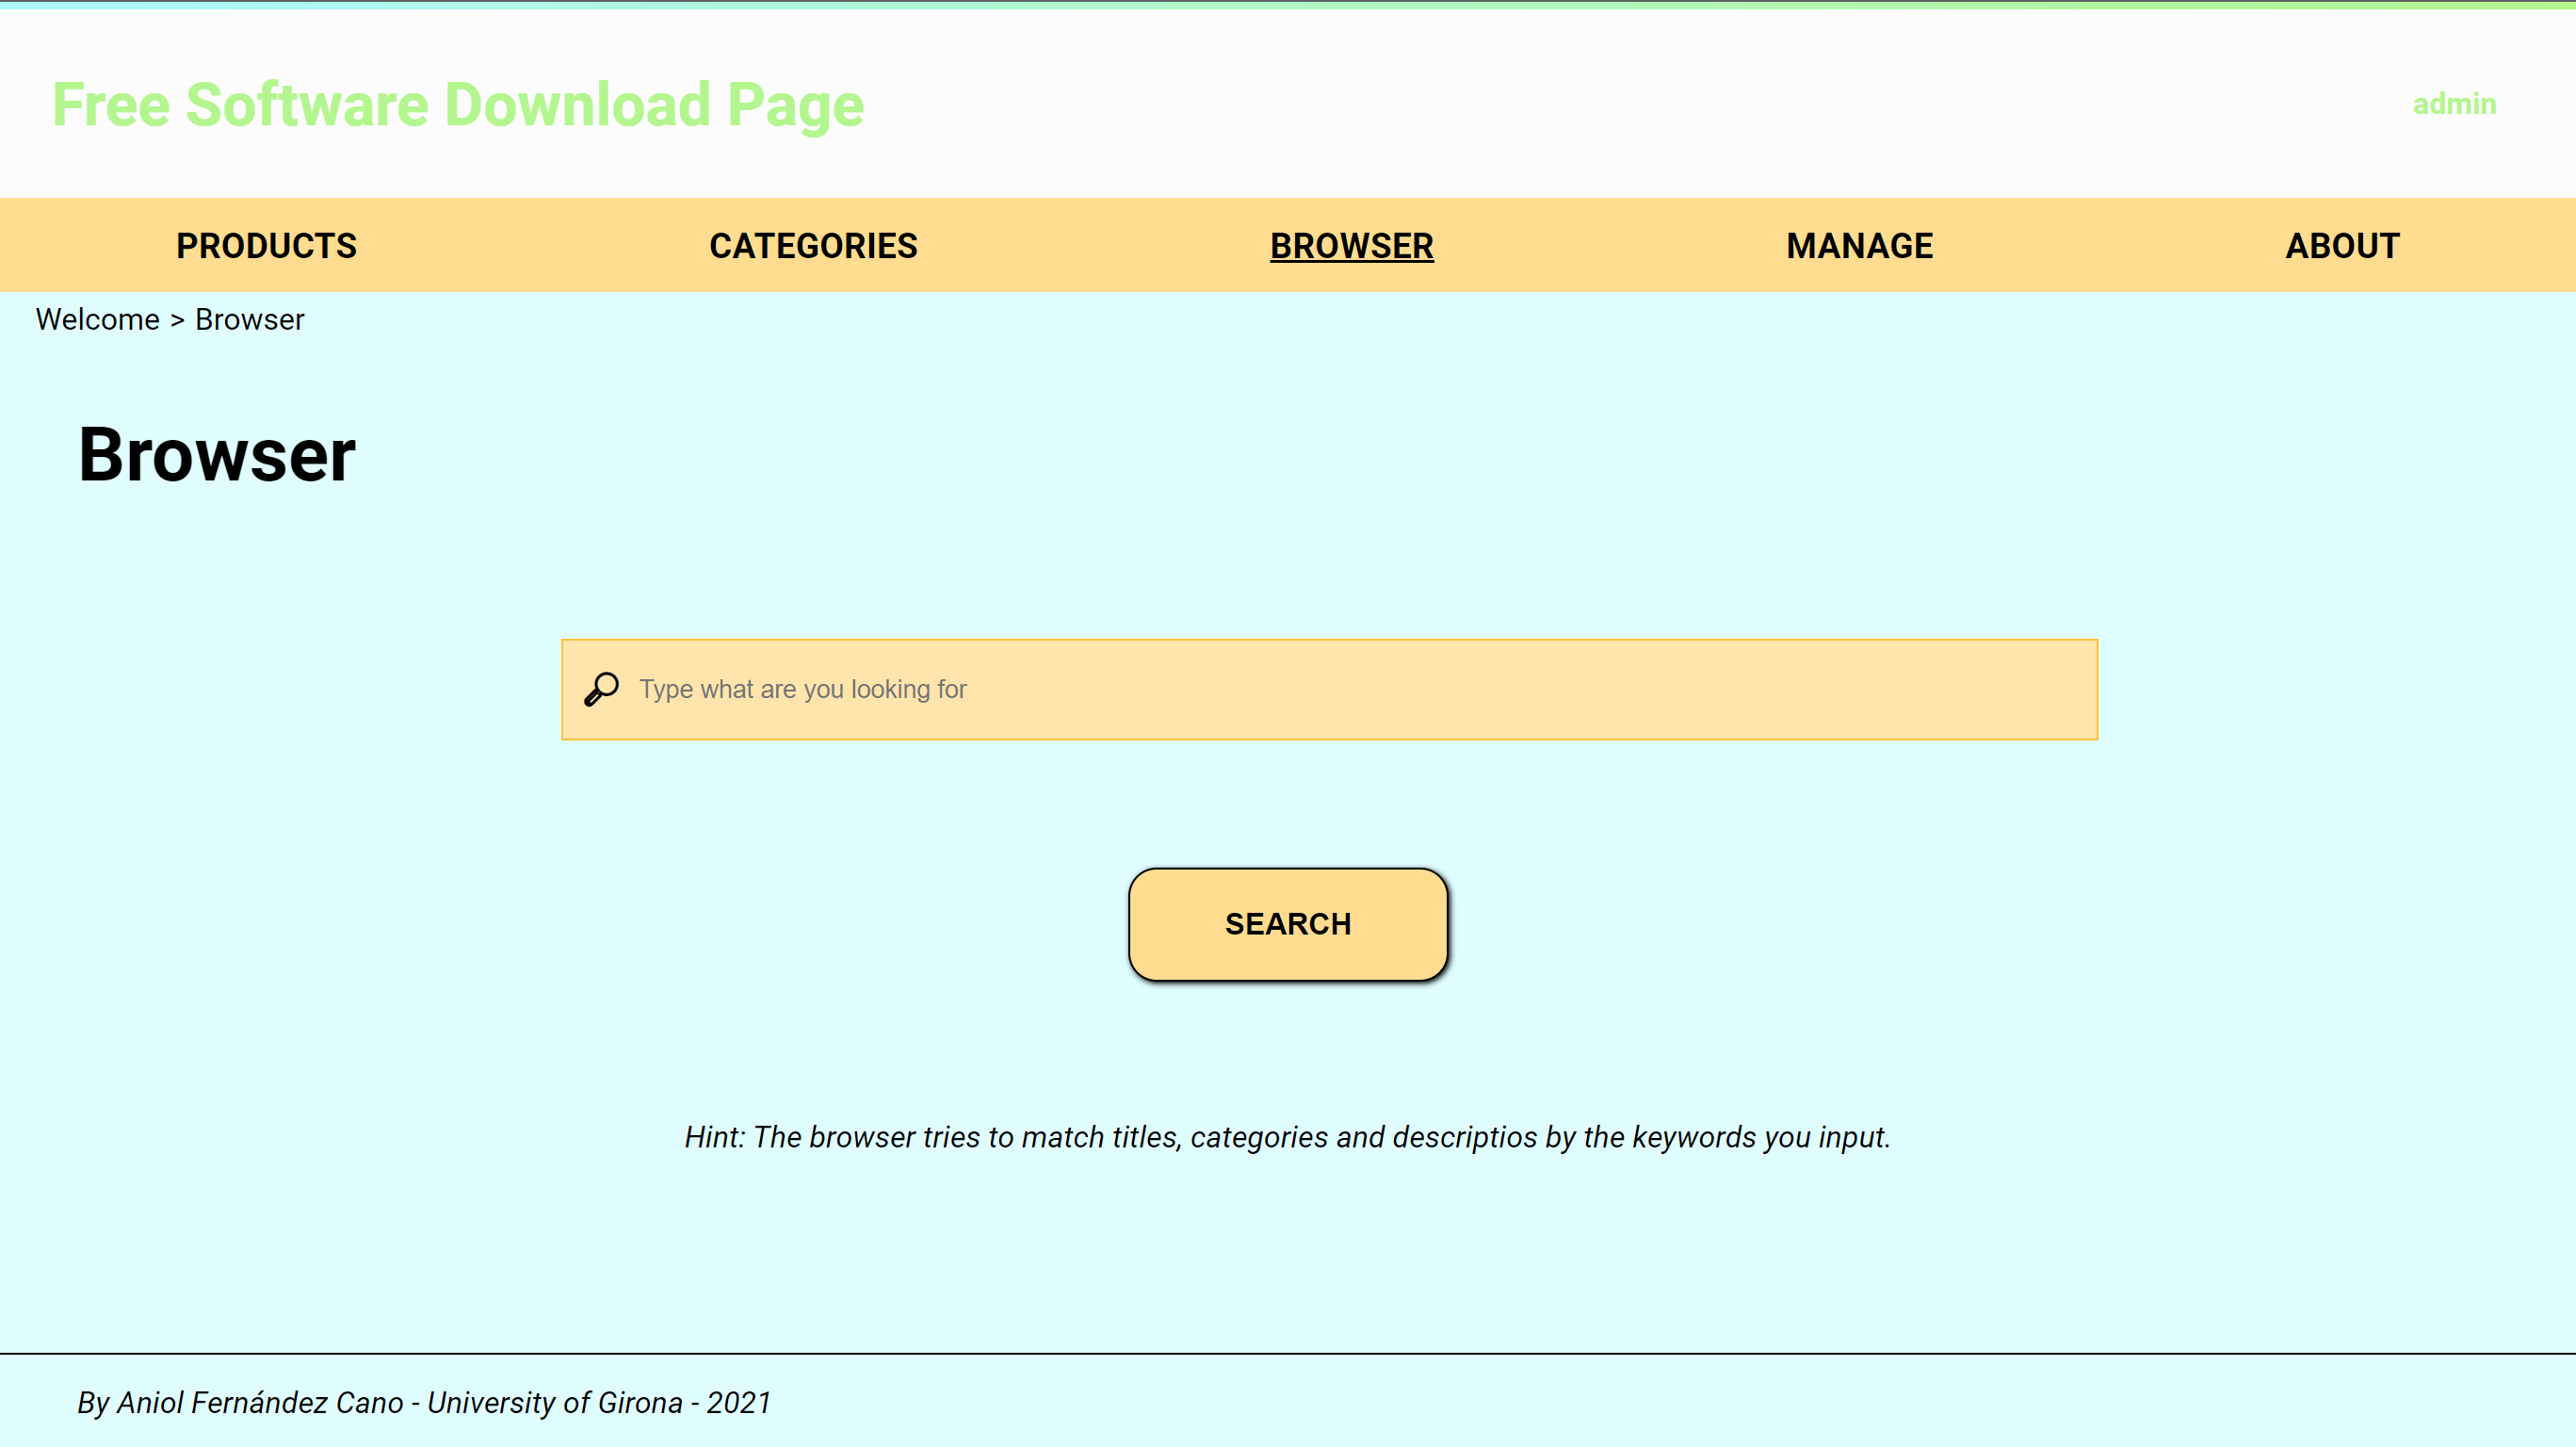 Free Software Download Page
admin
PRODUCTS CATEGORIES BROWSER MANAGE ABOUT
Welcome > Browser
Browser
Type what are you looking for
SEARCH
Hint: The browser tries to match titles, categories and descriptios by the keywords you input.
By Aniol Fernández Cano - University of Girona - 2021